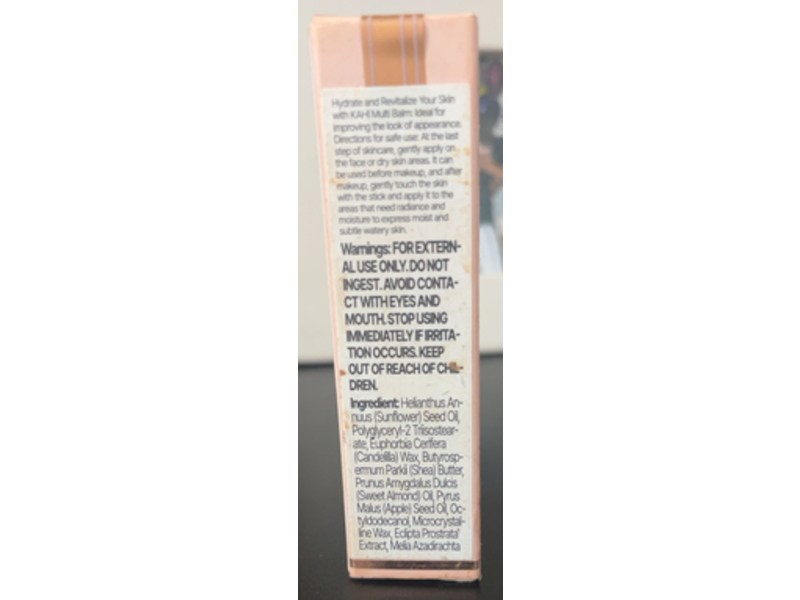 Hydrate and Revitalize Your Skin
with KAHI Multi Balm: Ideal for
improving the look of appearance.
Directions for safe use: At the last
step of skincare, gently apply on
the face or dry skin areas. It can
be used before makeup, and after
makeup, gently touch the skin
with the stick and apply it to the
areas that need radiance and
moisture to express moist and
subtle watery skin.
Warnings: FOR EXTERN-
AL USE ONLY. DO NOT
INGEST. AVOID CONTA-
CT WITH EYES AND
MOUTH. STOP USING
IMMEDIATELY IF IRRITA-
TION OCCURS. KEEP
OUT OF REACH OF CHIL-
DREN.
Ingredient: Helianthus An-
nuus (Sunflower) Seed Oil,
Polyglyceryl-2 Triisostear-
ate, Euphorbia Cerifera
(Candelilla) Wax, Butyrosp-
ermum Parkii (Shea) Butter,
Prunus Amygdalus Dulcis
(Sweet Almond) Oil, Pyrus
Malus (Apple) Seed Oil, Oc-
tyldodecanol, Microcrystal-
line Wax, Eclipta Prostrata
Extract, Melia Azadirachta